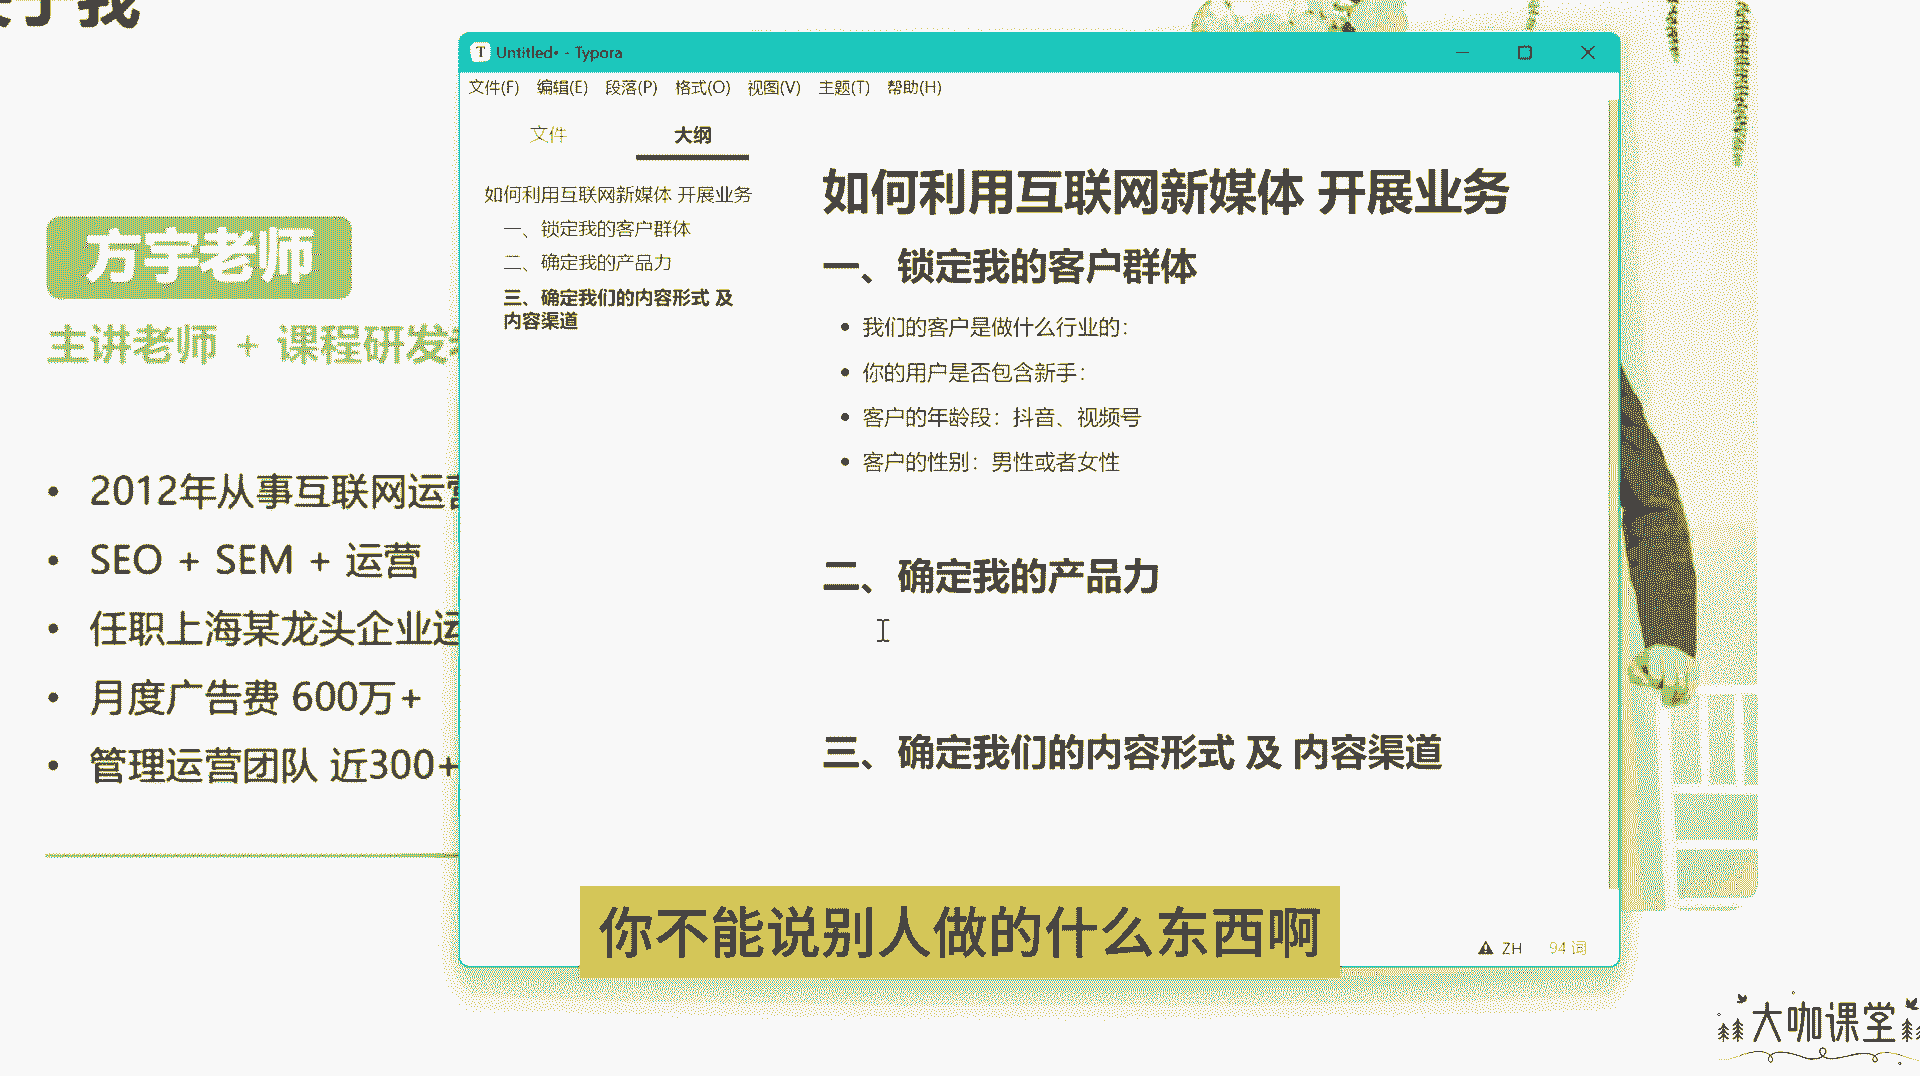 于我
方宇老师
主讲老师 + 课程研发
2012年从事互联网运营
SEO + SEM + 运营
任职上海某龙头企业运
月度广告费 600万+
管理运营团队 近300+
Untitled• - Typora
文件(F) 编辑(E) 段落(P) 格式(O) 视图(V) 主题(T) 帮助(H)
文件 大纲
如何利用互联网新媒体 开展业务
一、锁定我的客户群体
二、确定我的产品力
三、确定我们的内容形式 及
内容渠道
如何利用互联网新媒体 开展业务
一、锁定我的客户群体
我们的客户是做什么行业的：
你的用户是否包含新手：
客户的年龄段：抖音、视频号
客户的性别：男性或者女性
二、确定我的产品力
三、确定我们的内容形式 及 内容渠道
ZH 94 词
你不能说别人做的什么东西啊
大咖课堂